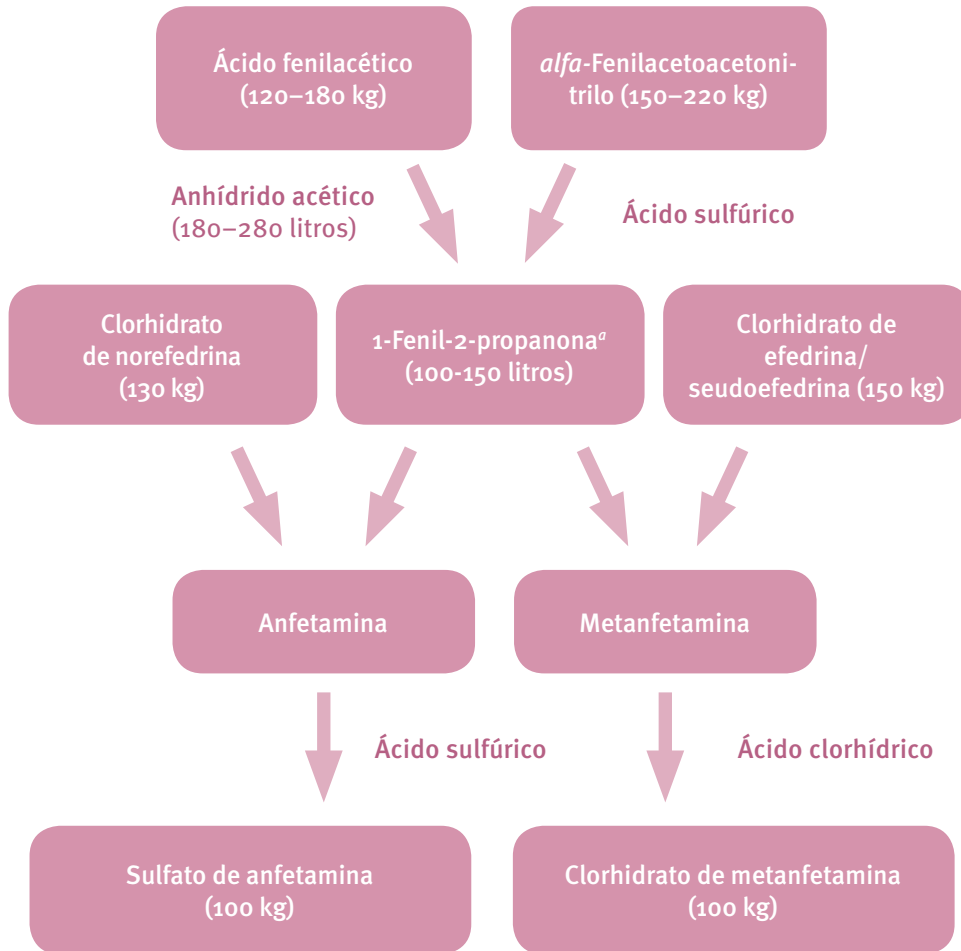 Ácido fenilacético
(120–180 kg)
alfa-Fenilacetoacetoni-
trilo (150–220 kg)
Anhídrido acético
(180–280 litros)
Ácido sulfúrico
Clorhidrato
de norefedrina
(130 kg)
1-Fenil-2-propanonaᵃ
(100-150 litros)
Clorhidrato de
efedrina/
seudoefedrina (150 kg)
Anfetamina
Metanfetamina
Ácido sulfúrico
Ácido clorhídrico
Sulfato de anfetamina
(100 kg)
Clorhidrato de metanfetamina
(100 kg)